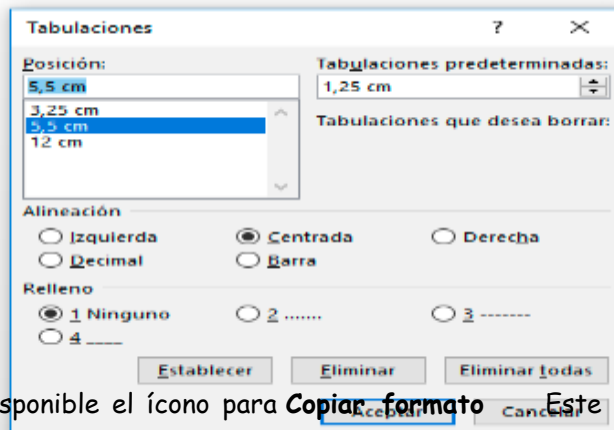 Tabulaciones ? ×
Posición: Tabulaciones predeterminadas:
5,5 cm 1,25 cm
3,25 cm Tabulaciones que desea borrar:
5,5 cm
12 cm
Alineación
Izquierda Centrada Derecha
Decimal Barra
Relleno
1 Ninguno 2 ....... 3 -------
4 ____
Establecer Eliminar Eliminar todas
Aceptar Cancelar
sponible el ícono para Copiar formato . Este